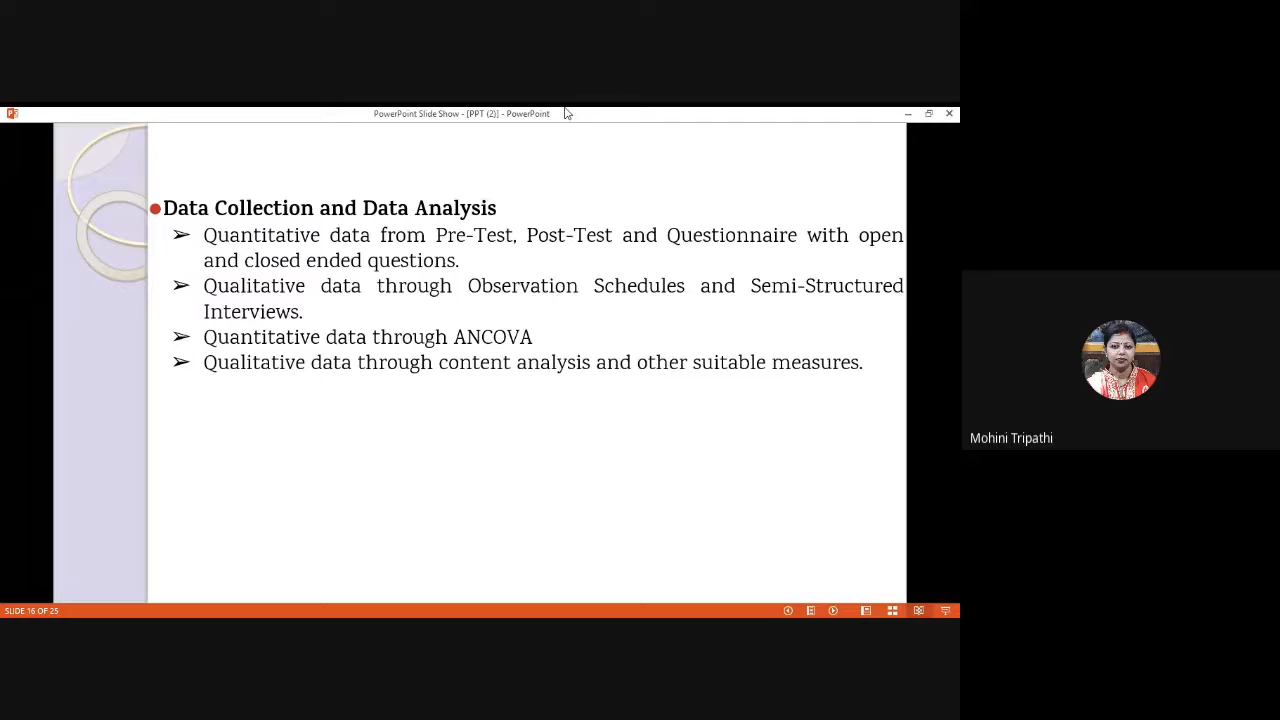 PowerPoint Slide Show - [PPT (2)] - PowerPoint
Data Collection and Data Analysis
Quantitative data from Pre-Test, Post-Test and Questionnaire with open
and closed ended questions.
Qualitative data through Observation Schedules and Semi-Structured
Interviews.
Quantitative data through ANCOVA
Qualitative data through content analysis and other suitable measures.
Mohini Tripathi
SLIDE 16 OF 25